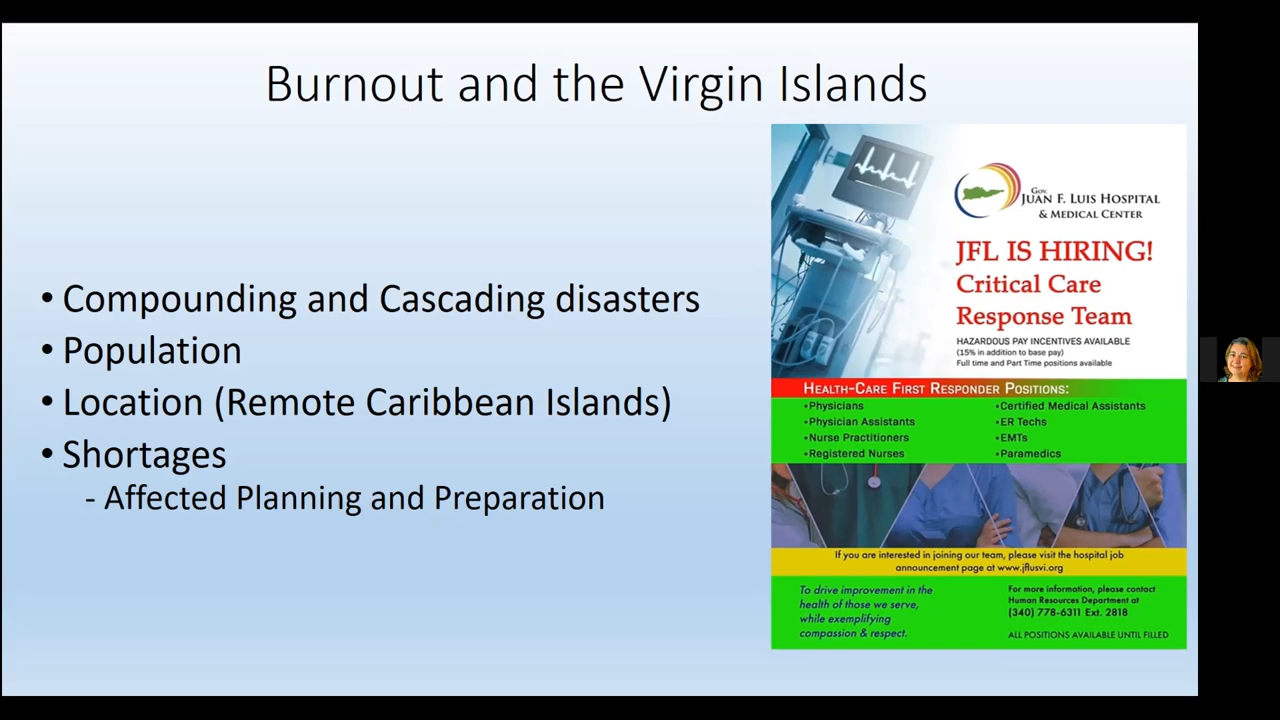 Burnout and the Virgin Islands
• Compounding and Cascading disasters
• Population
• Location (Remote Caribbean Islands)
• Shortages
- Affected Planning and Preparation
Gov.
Juan F. Luis Hospital
& Medical Center
JFL IS HIRING!
Critical Care
Response Team
HAZARDOUS PAY INCENTIVES AVAILABLE
(15% in addition to base pay)
Full time and Part Time positions available
Health-Care First Responder Positions:
•Physicians
•Physician Assistants
•Nurse Practitioners
•Registered Nurses
•Certified Medical Assistants
•ER Techs
•EMTs
•Paramedics
If you are interested in joining our team, please visit the hospital job
announcement page at www.jflusvi.org
To drive improvement in the
health of those we serve,
while exemplifying
compassion & respect.
For more information, please contact
Human Resources Department at
(340) 778-6311 Ext. 2818
ALL POSITIONS AVAILABLE UNTIL FILLED